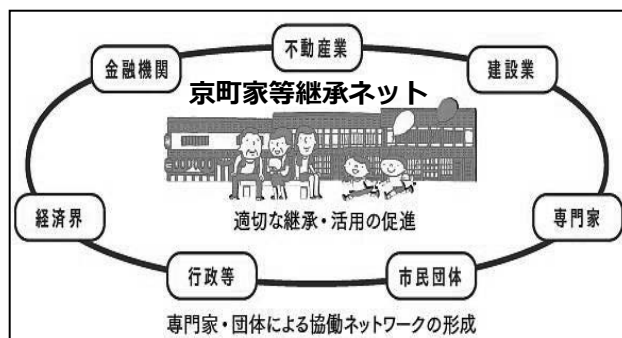 不動産業
金融機関
建設業
京町家等継承ネット
適切な継承・活用の促進
経済界
専門家
行政等
市民団体
専門家・団体による協働ネットワークの形成